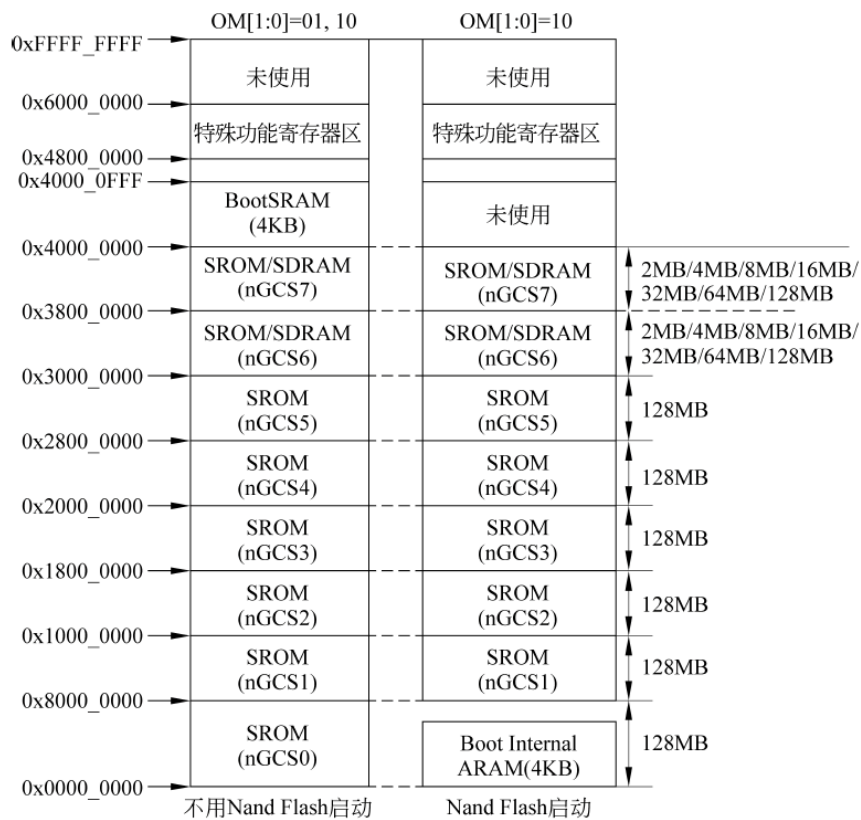 OM[1:0]=01, 10
OM[1:0]=10
0xFFFF_FFFF
未使用
未使用
0x6000_0000
特殊功能寄存器区
特殊功能寄存器区
0x4800_0000
0x4000_0FFF
BootSRAM
(4KB)
未使用
0x4000_0000
SROM/SDRAM
(nGCS7)
SROM/SDRAM
(nGCS7)
2MB/4MB/8MB/16MB/
32MB/64MB/128MB
0x3800_0000
SROM/SDRAM
(nGCS6)
SROM/SDRAM
(nGCS6)
2MB/4MB/8MB/16MB/
32MB/64MB/128MB
0x3000_0000
SROM
(nGCS5)
SROM
(nGCS5)
128MB
0x2800_0000
SROM
(nGCS4)
SROM
(nGCS4)
128MB
0x2000_0000
SROM
(nGCS3)
SROM
(nGCS3)
128MB
0x1800_0000
SROM
(nGCS2)
SROM
(nGCS2)
128MB
0x1000_0000
SROM
(nGCS1)
SROM
(nGCS1)
128MB
0x8000_0000
SROM
(nGCS0)
Boot Internal
ARAM(4KB)
128MB
0x0000_0000
不用Nand Flash启动
Nand Flash启动